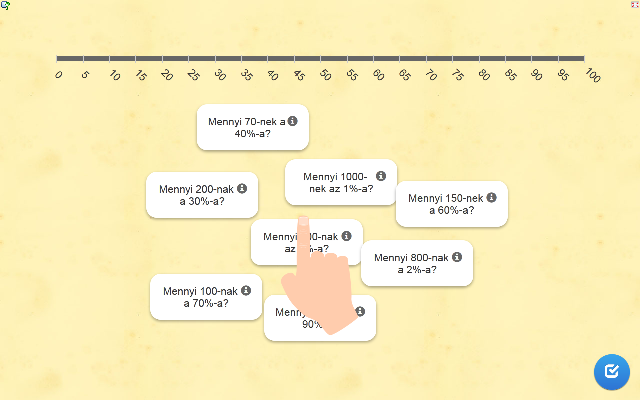 0 5 10 15 20 25 30 35 40 45 50 55 60 65 70 75 80 85 90 95 100
Mennyi 70-nek a
40%-a?
Mennyi 1000-
nek az 1%-a?
Mennyi 200-nak
a 30%-a?
Mennyi 150-nek
a 60%-a?
Mennyi
az
Mennyi 800-nak
a 2%-a?
Mennyi 100-nak
a 70%-a?
90%